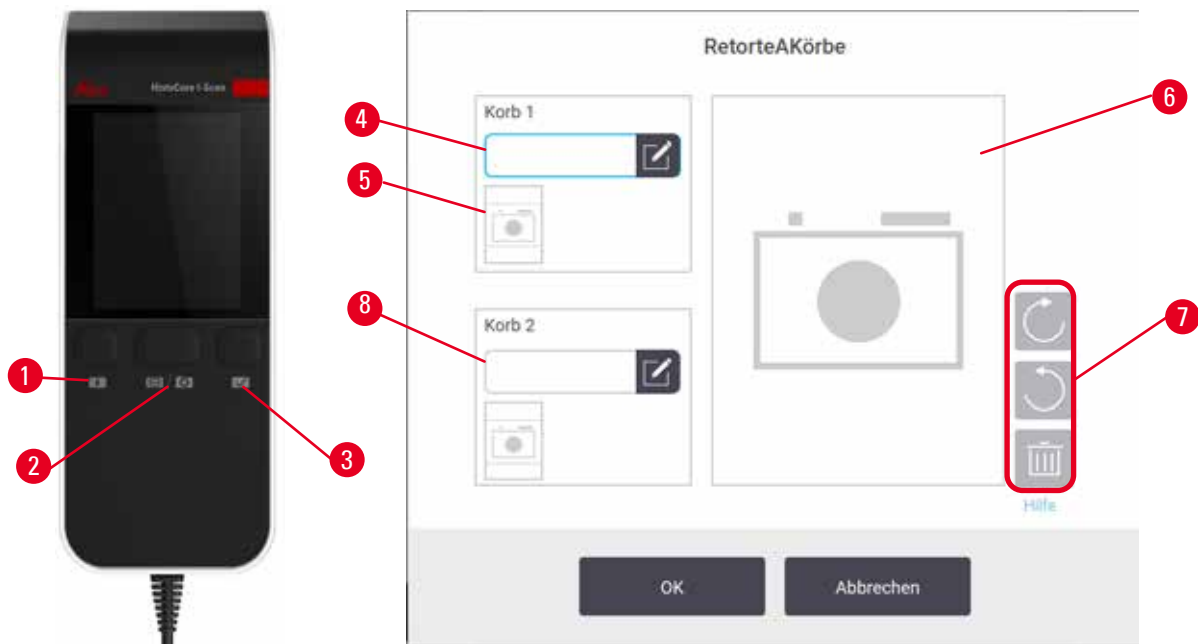 HistoCore I-Scan
1
2
3
RetorteAKörbe
Korb 1
4
5
6
Korb 2
8
7
Hilfe
OK
Abbrechen